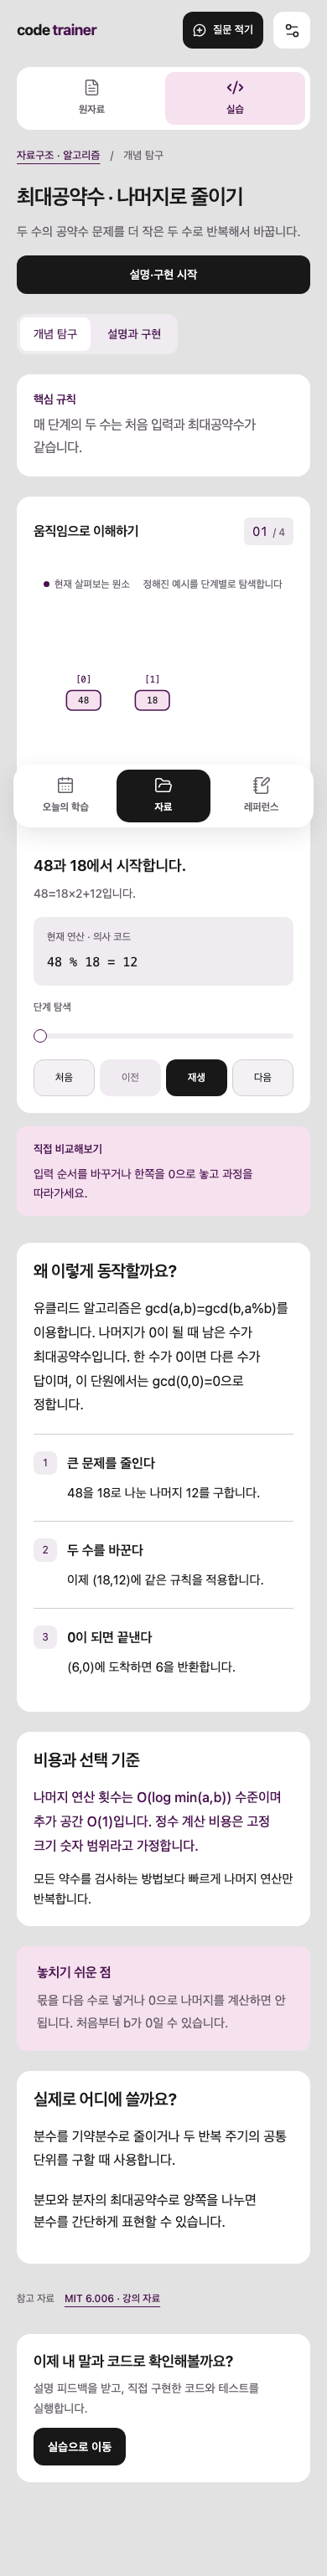 code trainer
질문 적기
원자료
실습
자료구조 · 알고리즘 / 개념 탐구
최대공약수 · 나머지로 줄이기
두 수의 공약수 문제를 더 작은 두 수로 반복해서 바꿉니다.
설명·구현 시작
개념 탐구
설명과 구현
핵심 규칙
매 단계의 두 수는 처음 입력과 최대공약수가
같습니다.
움직임으로 이해하기
01 / 4
현재 살펴보는 원소
정해진 예시를 단계별로 탐색합니다
[0]
[1]
48
18
오늘의 학습
자료
레퍼런스
48과 18에서 시작합니다.
48=18×2+12입니다.
현재 연산 · 의사 코드
48 % 18 = 12
단계 탐색
처음
이전
재생
다음
직접 비교해보기
입력 순서를 바꾸거나 한쪽을 0으로 놓고 과정을
따라가세요.
왜 이렇게 동작할까요?
유클리드 알고리즘은 gcd(a,b)=gcd(b,a%b)를
이용합니다. 나머지가 0이 될 때 남은 수가
최대공약수입니다. 한 수가 0이면 다른 수가
답이며, 이 단원에서는 gcd(0,0)=0으로
정합니다.
1
큰 문제를 줄인다
48을 18로 나눈 나머지 12를 구합니다.
2
두 수를 바꾼다
이제 (18,12)에 같은 규칙을 적용합니다.
3
0이 되면 끝낸다
(6,0)에 도착하면 6을 반환합니다.
비용과 선택 기준
나머지 연산 횟수는 O(log min(a,b)) 수준이며
추가 공간 O(1)입니다. 정수 계산 비용은 고정
크기 숫자 범위라고 가정합니다.
모든 약수를 검사하는 방법보다 빠르게 나머지 연산만
반복합니다.
놓치기 쉬운 점
몫을 다음 수로 넣거나 0으로 나머지를 계산하면 안
됩니다. 처음부터 b가 0일 수 있습니다.
실제로 어디에 쓸까요?
분수를 기약분수로 줄이거나 두 반복 주기의 공통
단위를 구할 때 사용합니다.
분모와 분자의 최대공약수로 양쪽을 나누면
분수를 간단하게 표현할 수 있습니다.
참고 자료
MIT 6.006 · 강의 자료
이제 내 말과 코드로 확인해볼까요?
설명 피드백을 받고, 직접 구현한 코드와 테스트를
실행합니다.
실습으로 이동